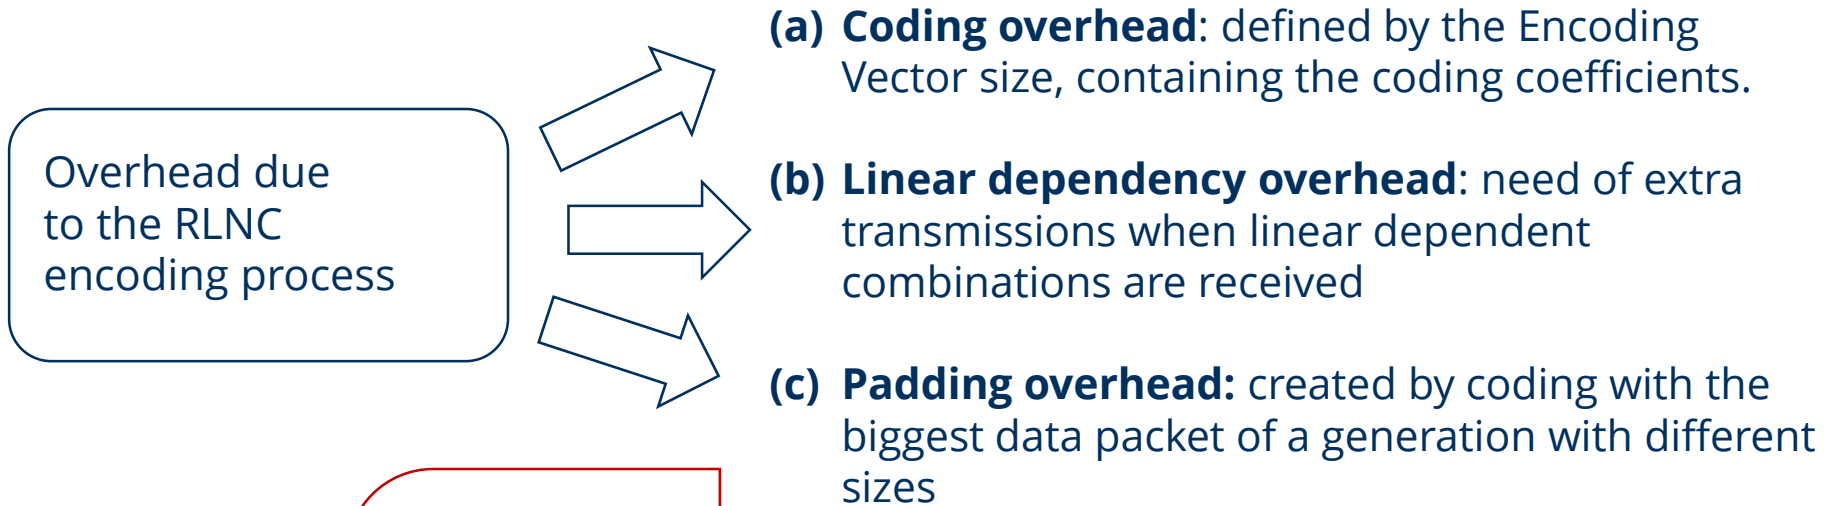 Overhead due
to the RLNC
encoding process
(a) Coding overhead: defined by the Encoding
Vector size, containing the coding coefficients.
(b) Linear dependency overhead: need of extra
transmissions when linear dependent
combinations are received
(c) Padding overhead: created by coding with the
biggest data packet of a generation with different
sizes